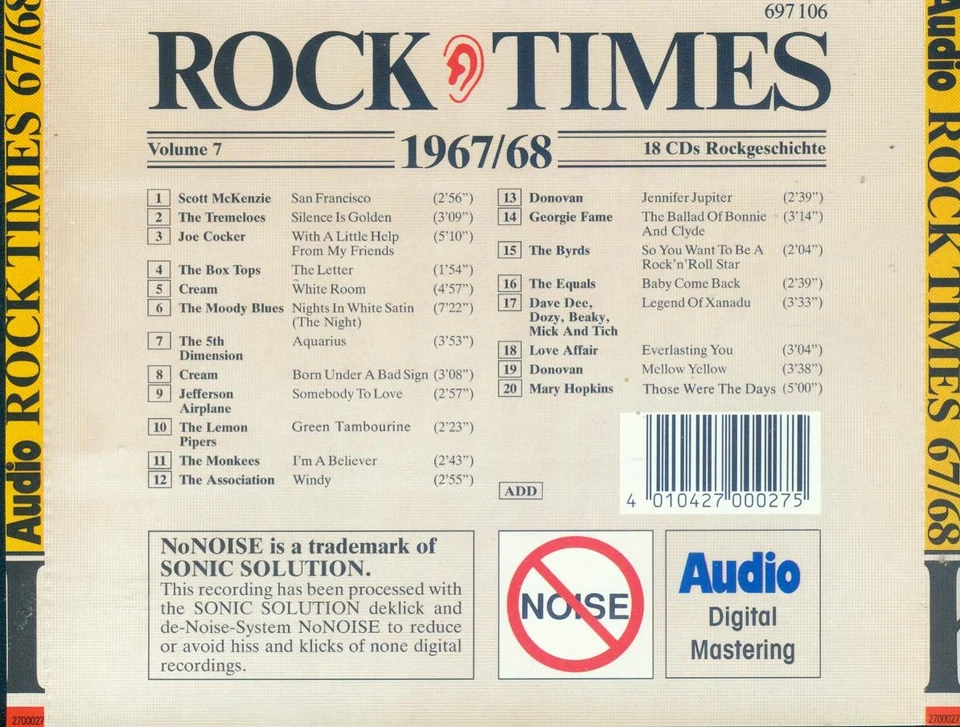 697 106
ROCK TIMES
Volume 7
1967/68
18 CDs Rockgeschichte
1 Scott McKenzie San Francisco (2'56")
2 The Tremeloes Silence Is Golden (3'09")
3 Joe Cocker With A Little Help (5'10")
From My Friends
4 The Box Tops The Letter (1'54")
5 Cream White Room (4'57")
6 The Moody Blues Nights In White Satin (7'22")
(The Night)
7 The 5th Aquarius (3'53")
Dimension
8 Cream Born Under A Bad Sign (3'08")
9 Jefferson Somebody To Love (2'57")
Airplane
10 The Lemon Green Tambourine (2'23")
Pipers
11 The Monkees I'm A Believer (2'43")
12 The Association Windy (2'55")
13 Donovan Jennifer Jupiter (2'39")
14 Georgie Fame The Ballad Of Bonnie (3'14")
And Clyde
15 The Byrds So You Want To Be A (2'04")
Rock'n'Roll Star
16 The Equals Baby Come Back (2'39")
17 Dave Dee, Legend Of Xanadu (3'33")
Dozy, Beaky,
Mick And Tich
18 Love Affair Everlasting You (3'04")
19 Donovan Mellow Yellow (3'38")
20 Mary Hopkins Those Were The Days (5'00")
ADD
4 010427 000275
NoNOISE is a trademark of
SONIC SOLUTION.
This recording has been processed with
the SONIC SOLUTION deklick and
de-Noise-System NoNOISE to reduce
or avoid hiss and klicks of none digital
recordings.
NOISE
Audio
Digital
Mastering
Audio ROCK TIMES 67/68
2700027
Audio ROCK TIMES 67/68
2700027